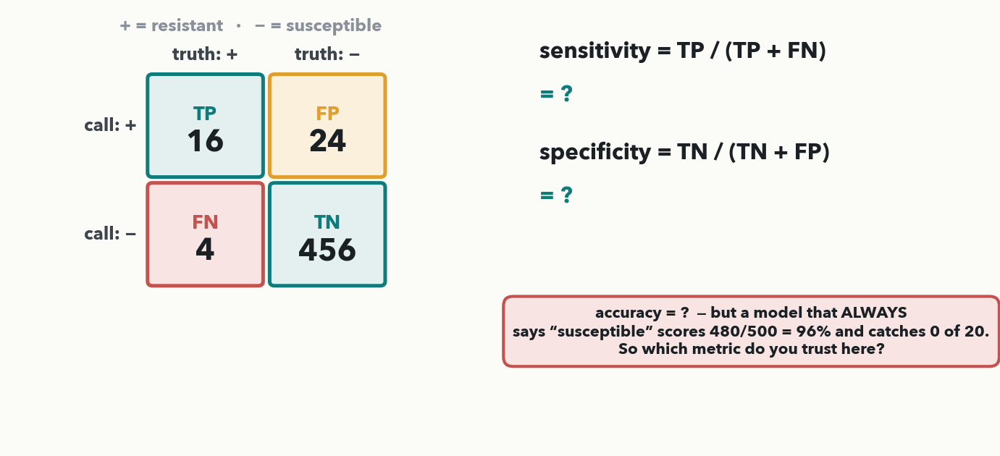 + = resistant · − = susceptible
truth: + truth: −
call: +
TP
16
FP
24
call: −
FN
4
TN
456
sensitivity = TP / (TP + FN)
= ?
specificity = TN / (TN + FP)
= ?
accuracy = ? — but a model that ALWAYS
says “susceptible” scores 480/500 = 96% and catches 0 of 20.
So which metric do you trust here?